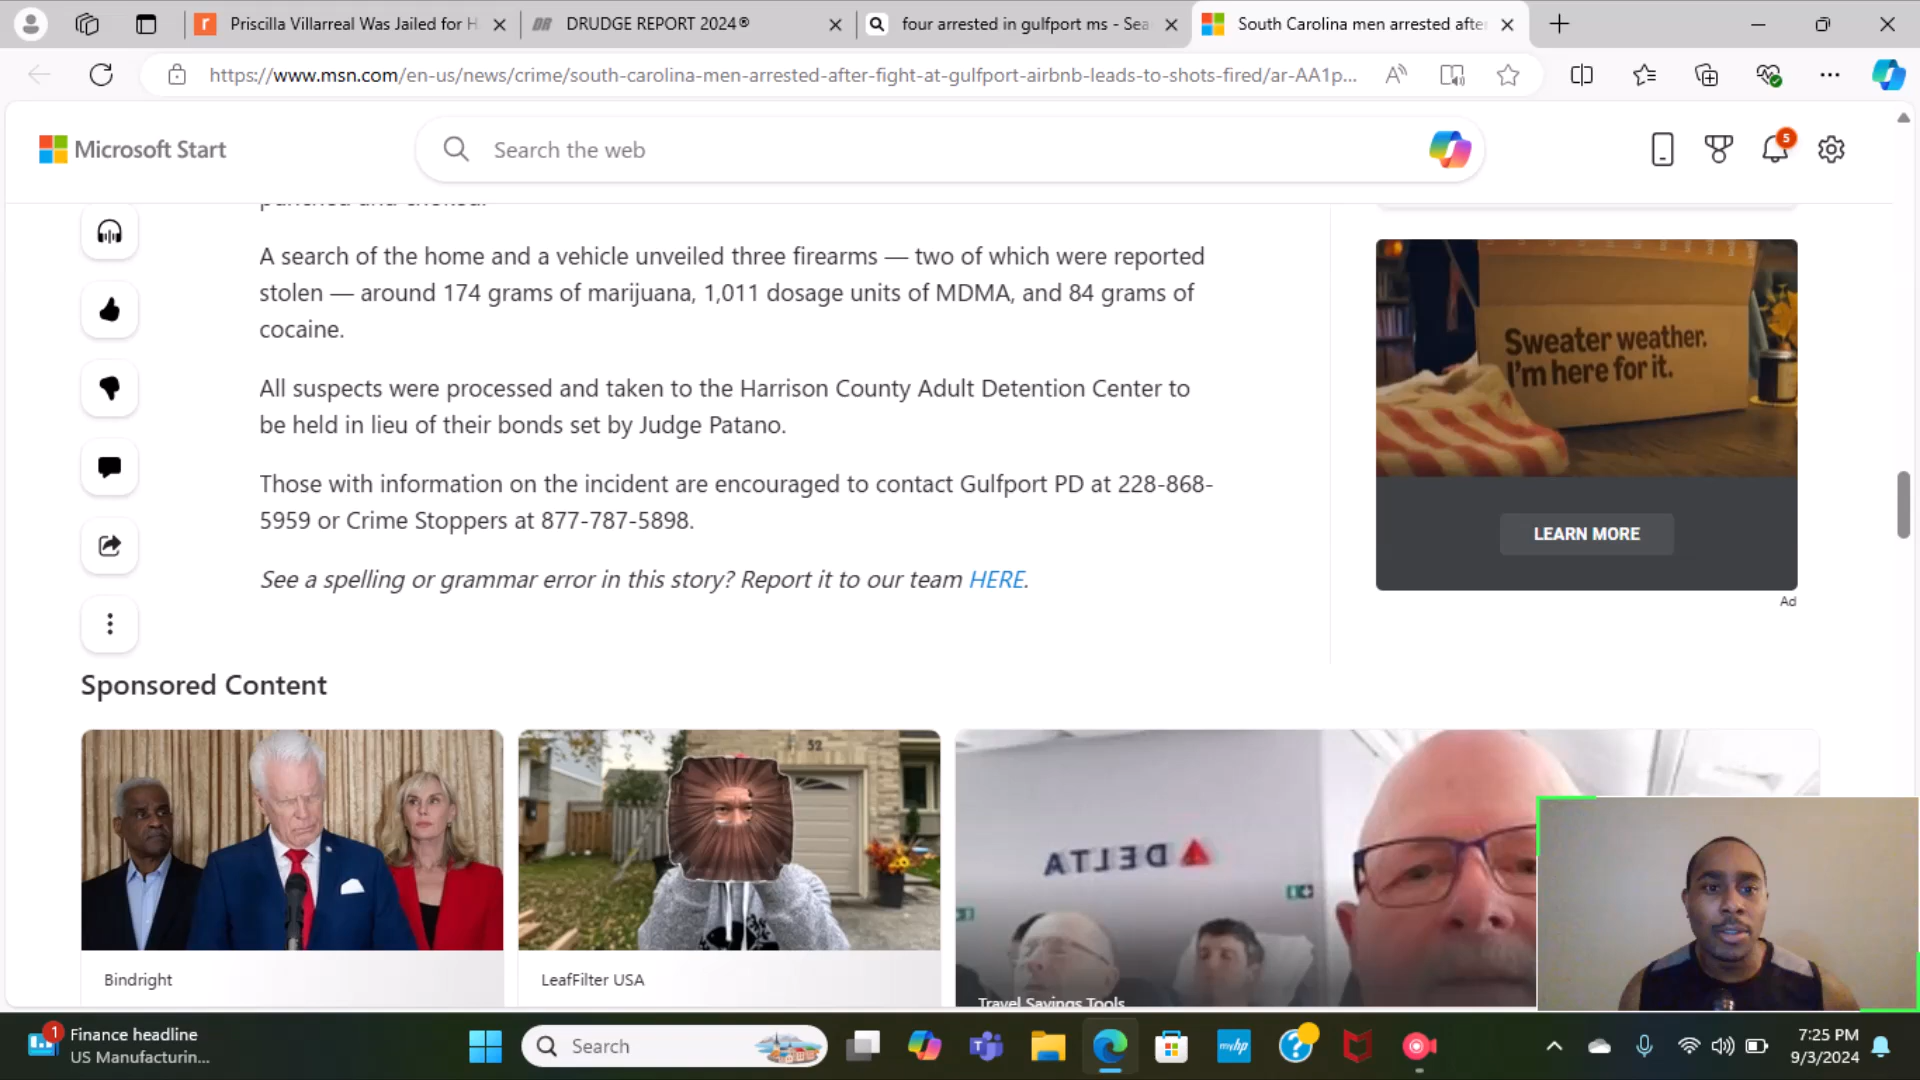 Priscilla Villarreal Was Jailed for H
DRUDGE REPORT 2024®
four arrested in gulfport ms - Sea
South Carolina men arrested afte
https://www.msn.com/en-us/news/crime/south-carolina-men-arrested-after-fight-at-gulfport-airbnb-leads-to-shots-fired/ar-AA1p...
Microsoft Start
Search the web
5
punched and choked.
A search of the home and a vehicle unveiled three firearms — two of which were reported
stolen — around 174 grams of marijuana, 1,011 dosage units of MDMA, and 84 grams of
cocaine.
All suspects were processed and taken to the Harrison County Adult Detention Center to
be held in lieu of their bonds set by Judge Patano.
Those with information on the incident are encouraged to contact Gulfport PD at 228-868-
5959 or Crime Stoppers at 877-787-5898.
See a spelling or grammar error in this story? Report it to our team HERE.
Sweater weather.
I'm here for it.
LEARN MORE
Ad
Sponsored Content
52
DELTA
Bindright
LeafFilter USA
Travel Savings Tools
1
Finance headline
US Manufacturin...
Search
myhp
7:25 PM
9/3/2024